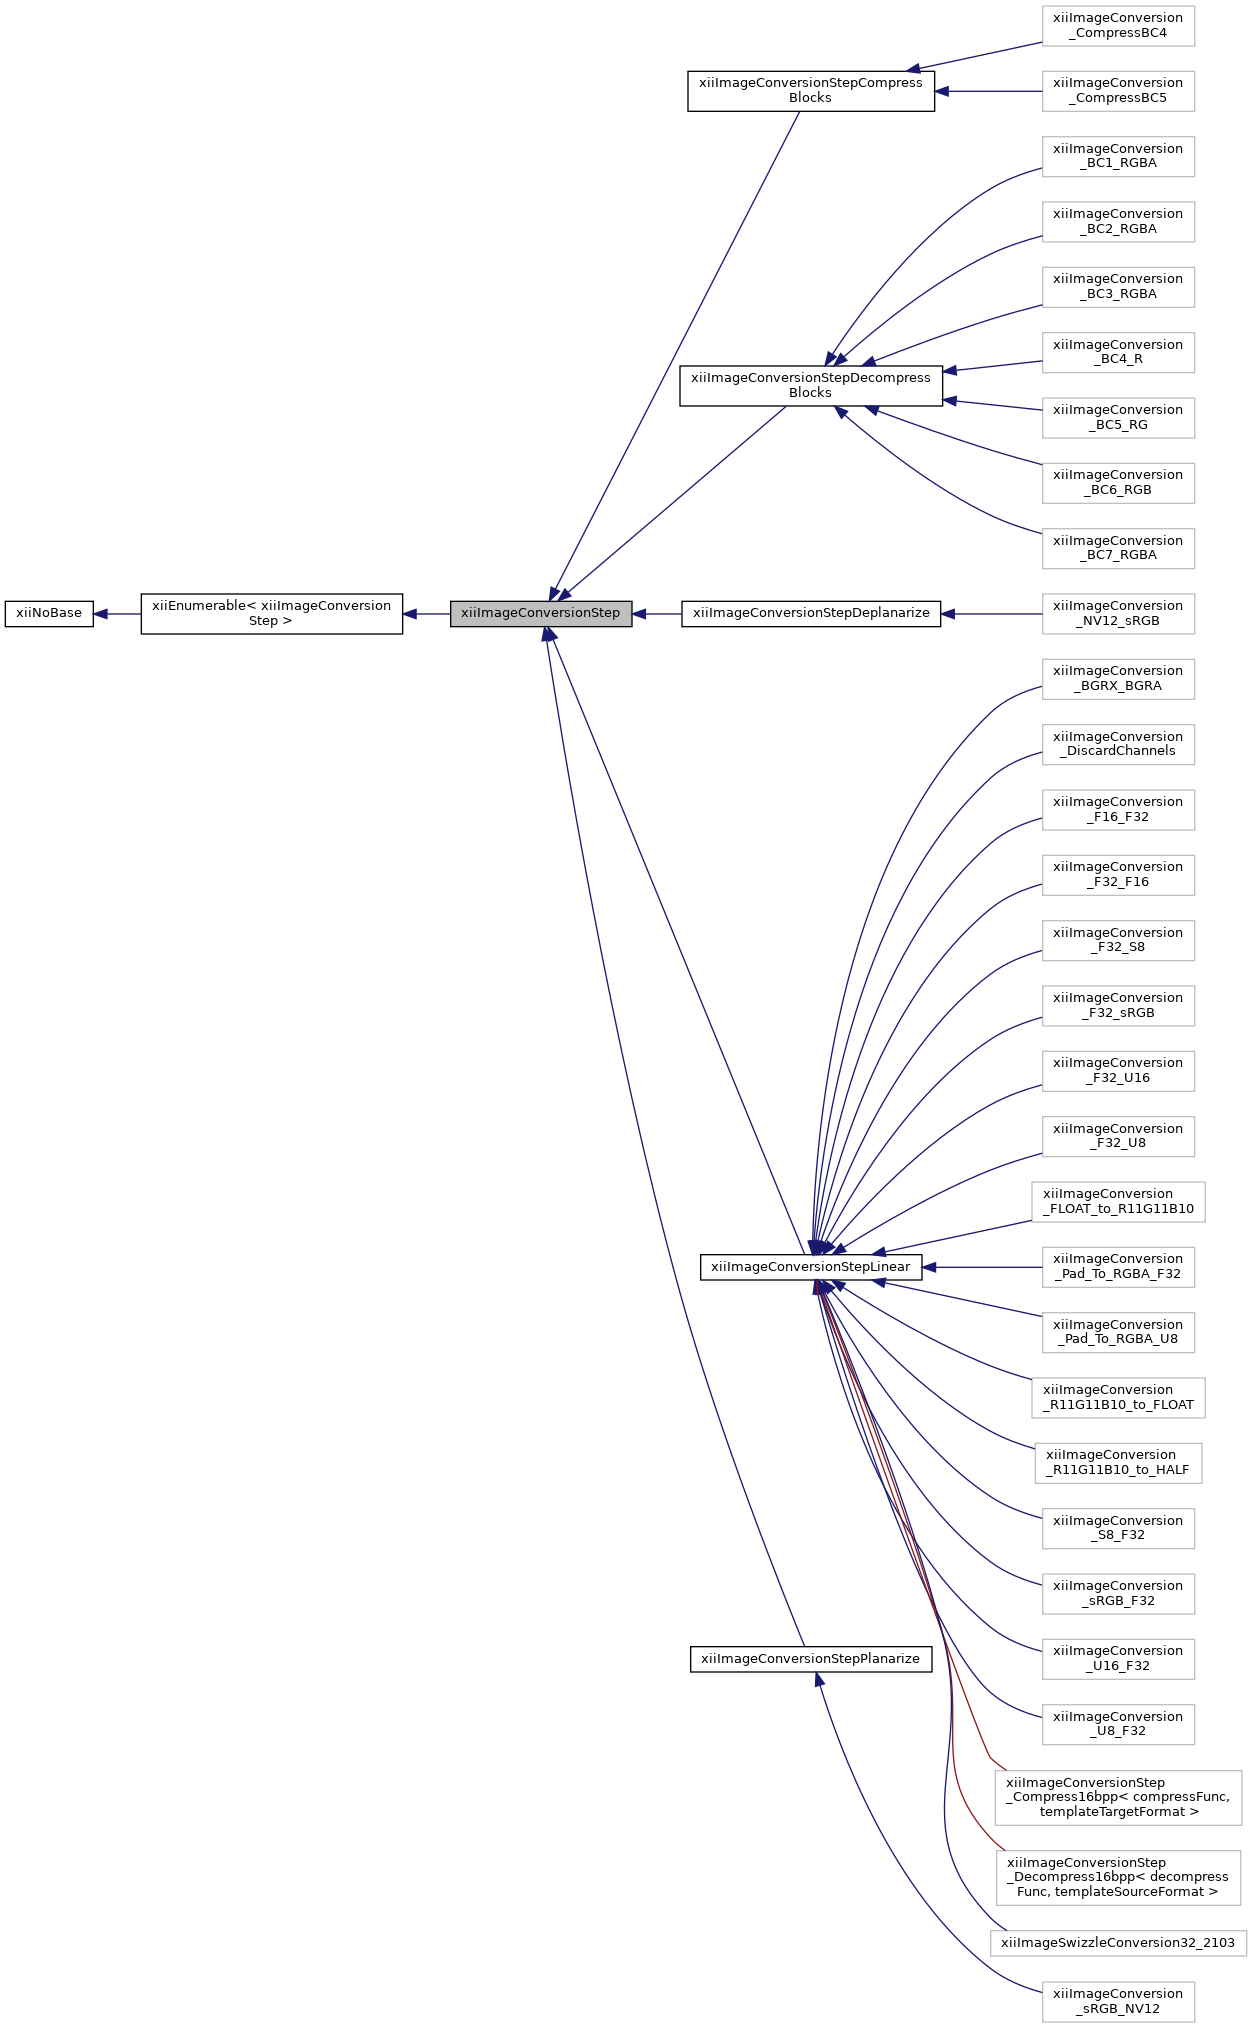 xiiImageConversion
_CompressBC4
xiiImageConversionStepCompress
Blocks
xiiImageConversion
_CompressBC5
xiiImageConversion
_BC1_RGBA
xiiImageConversion
_BC2_RGBA
xiiImageConversion
_BC3_RGBA
xiiImageConversion
_BC4_R
xiiImageConversionStepDecompress
Blocks
xiiImageConversion
_BC5_RG
xiiImageConversion
_BC6_RGB
xiiImageConversion
_BC7_RGBA
xiiNoBase
xiiEnumerable< xiiImageConversion
Step >
xiiImageConversionStep
xiiImageConversionStepDeplanarize
xiiImageConversion
_NV12_sRGB
xiiImageConversion
_BGRX_BGRA
xiiImageConversion
_DiscardChannels
xiiImageConversion
_F16_F32
xiiImageConversion
_F32_F16
xiiImageConversion
_F32_S8
xiiImageConversion
_F32_sRGB
xiiImageConversion
_F32_U16
xiiImageConversion
_F32_U8
xiiImageConversion
_FLOAT_to_R11G11B10
xiiImageConversionStepLinear
xiiImageConversion
_Pad_To_RGBA_F32
xiiImageConversion
_Pad_To_RGBA_U8
xiiImageConversion
_R11G11B10_to_FLOAT
xiiImageConversion
_R11G11B10_to_HALF
xiiImageConversion
_S8_F32
xiiImageConversion
_sRGB_F32
xiiImageConversionStepPlanarize
xiiImageConversion
_U16_F32
xiiImageConversion
_U8_F32
xiiImageConversionStep
_Compress16bpp< compressFunc,
templateTargetFormat >
xiiImageConversionStep
_Decompress16bpp< decompress
Func, templateSourceFormat >
xiiImageSwizzleConversion32_2103
xiiImageConversion
_sRGB_NV12